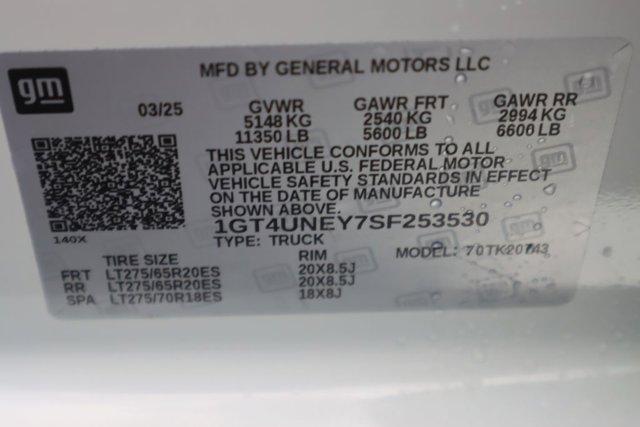 gm
MFD BY GENERAL MOTORS LLC
03/25 GVWR GAWR FRT GAWR RR
5148 KG 2540 KG 2994 KG
11350 LB 5600 LB 6600 LB
THIS VEHICLE CONFORMS TO ALL
APPLICABLE U.S. FEDERAL MOTOR
VEHICLE SAFETY STANDARDS IN EFFECT
ON THE DATE OF MANUFACTURE
SHOWN ABOVE.
1GT4UNEY7SF253530
140X
TYPE: TRUCK MODEL: 70TK20743
TIRE SIZE RIM
FRT LT275/65R20ES 20X8.5J
RR LT275/65R20ES 20X8.5J
SPA LT275/70R18ES 18X8J